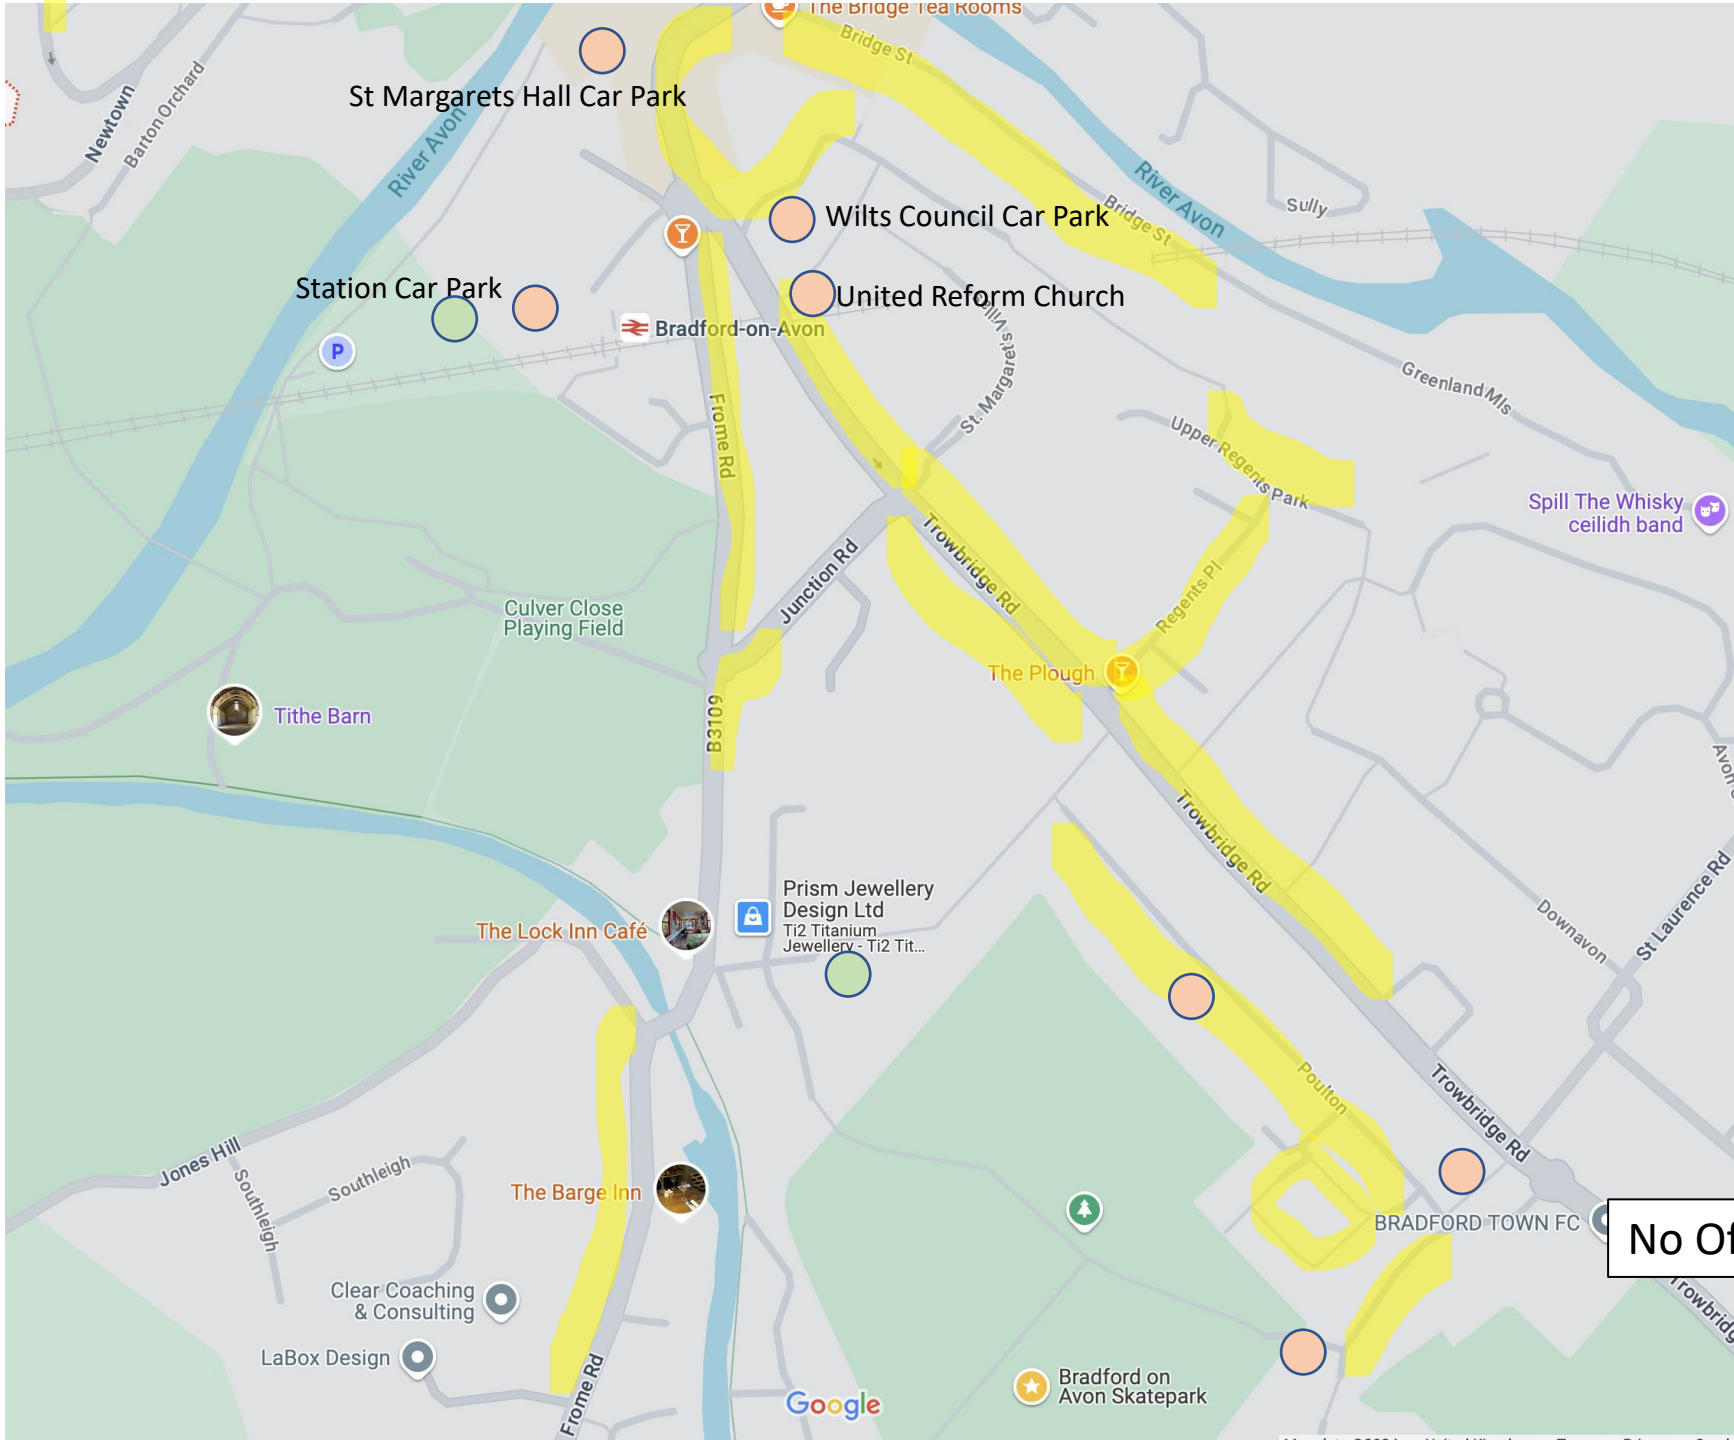 The Bridge Tea Rooms
Bridge St
St Margarets Hall Car Park
Newtown
Barton Orchard
River Avon
River Avon
Sully
Wilts Council Car Park
Bridge St
Station Car Park
United Reform Church
Bradford-on-Avon
P
St. Margaret's Villas
Greenland Mls
Frome Rd
Upper Regents Park
Spill The Whisky
ceilidh band
Trowbridge Rd
Junction Rd
Regents Pl
Culver Close
Playing Field
The Plough
Tithe Barn
B3109
Trowbridge Rd
Prism Jewellery
Design Ltd
Ti2 Titanium
Jewellery - Ti2 Tit...
The Lock Inn Café
Downavon
St Laurence Rd
Poulton
Trowbridge Rd
Jones Hill
Southleigh
Southleigh
The Barge Inn
BRADFORD TOWN FC
No Of
Trowbridg
Clear Coaching
& Consulting
LaBox Design
Frome Rd
Google
Bradford on
Avon Skatepark